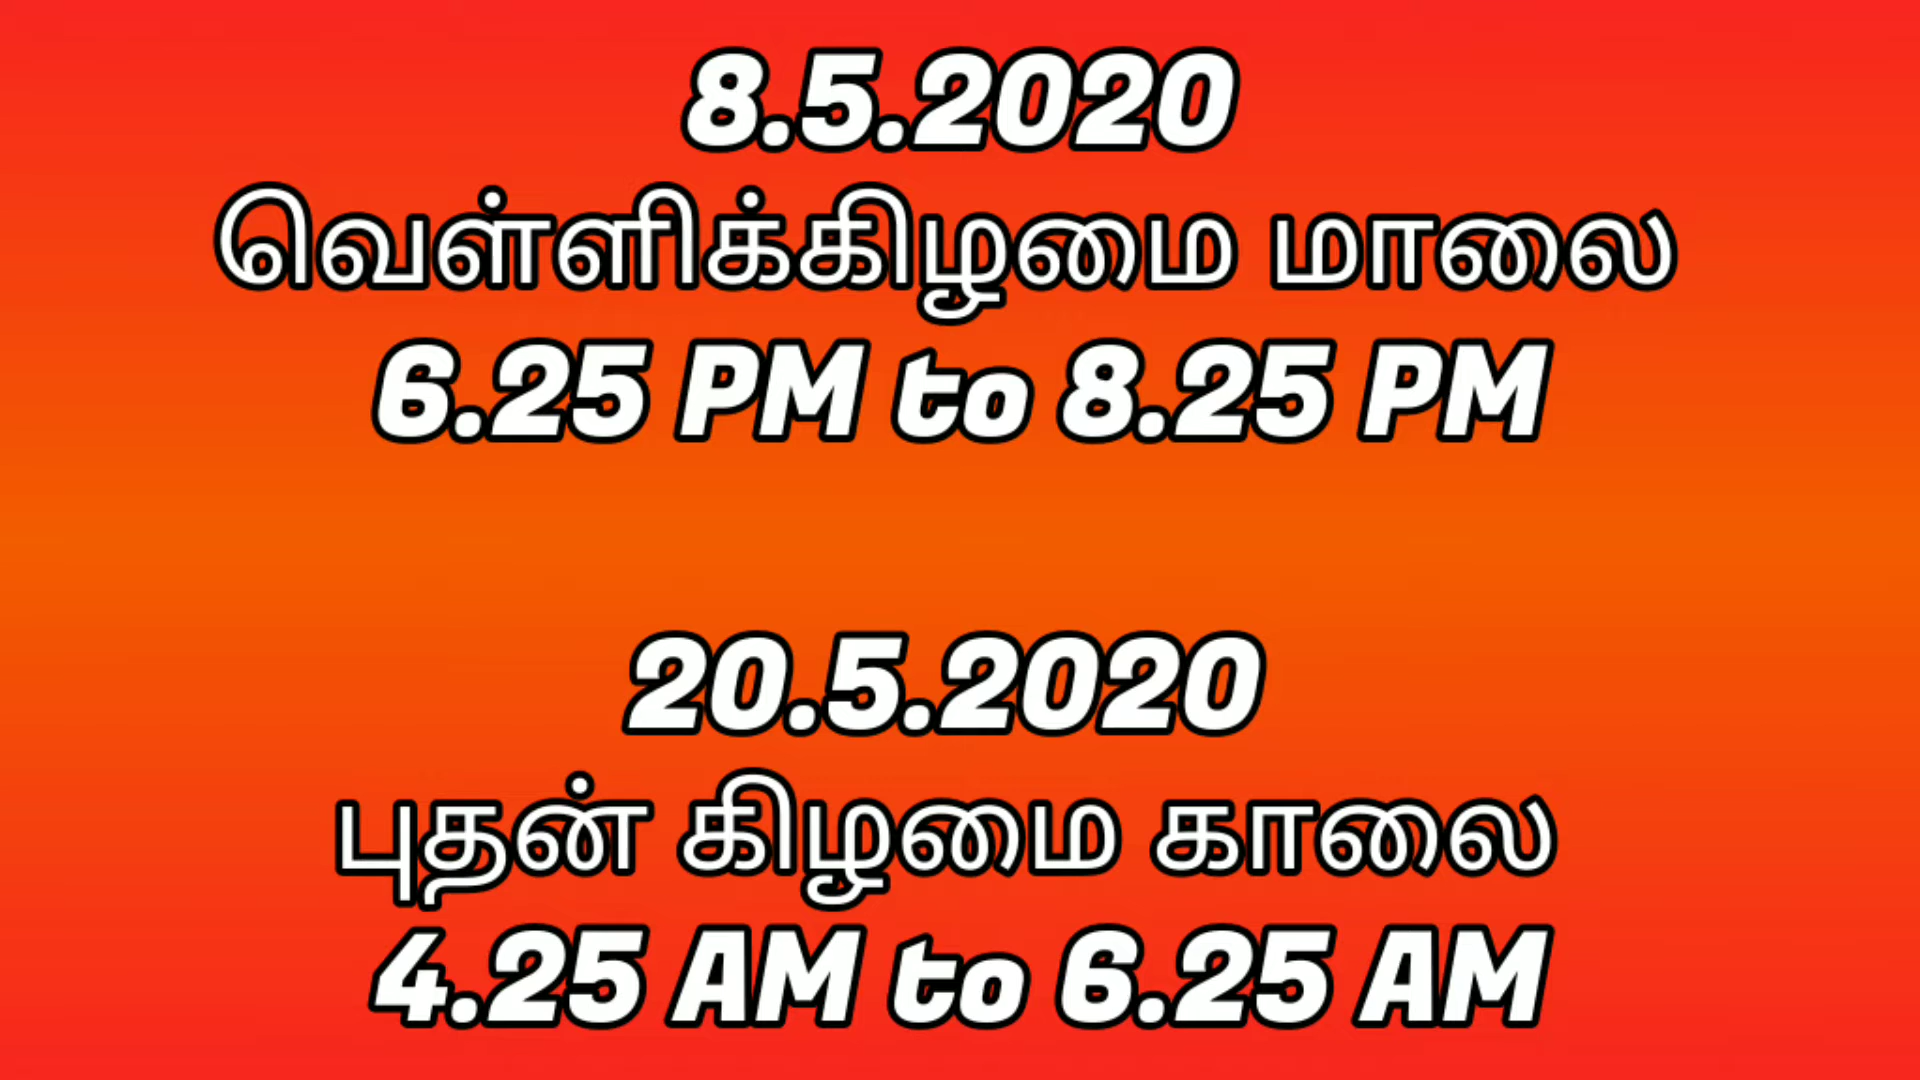 8.5.2020
வெள்ளிக்கிழமை மாலை
6.25 PM to 8.25 PM
20.5.2020
புதன் கிழமை காலை
4.25 AM to 6.25 AM